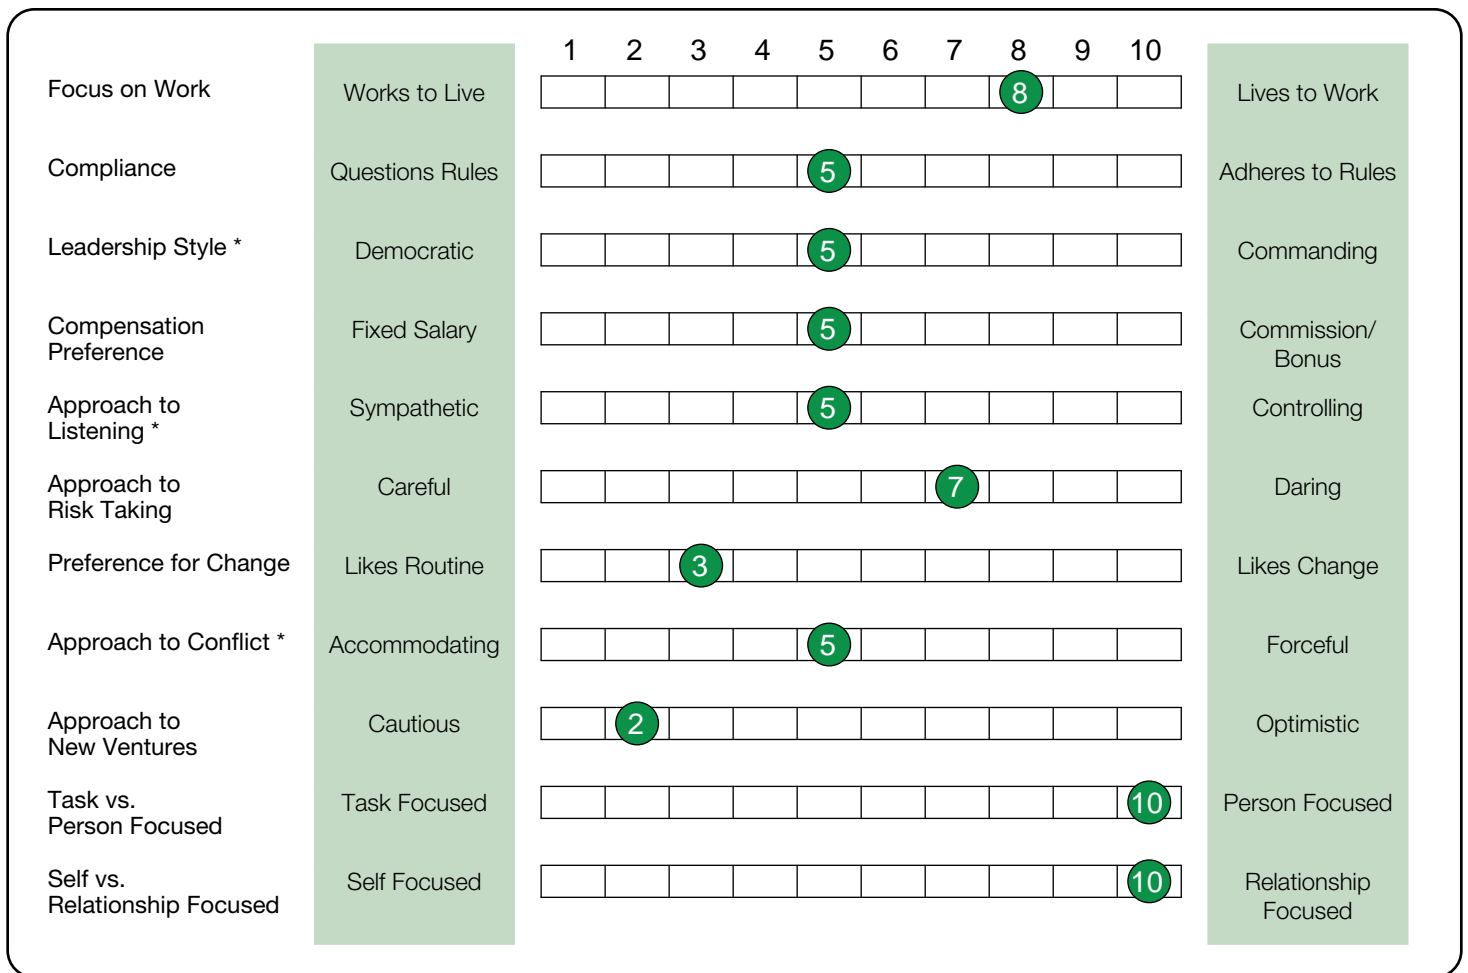 1 2 3 4 5 6 7 8 9 10
Focus on Work Works to Live 8 Lives to Work
Compliance Questions Rules 5 Adheres to Rules
Leadership Style * Democratic 5 Commanding
Compensation
Preference
Fixed Salary 5 Commission/
Bonus
Approach to
Listening *
Sympathetic 5 Controlling
Approach to
Risk Taking
Careful 7 Daring
Preference for Change Likes Routine 3 Likes Change
Approach to Conflict * Accommodating 5 Forceful
Approach to
New Ventures
Cautious 2 Optimistic
Task vs.
Person Focused
Task Focused 10 Person Focused
Self vs.
Relationship Focused
Self Focused 10 Relationship
Focused